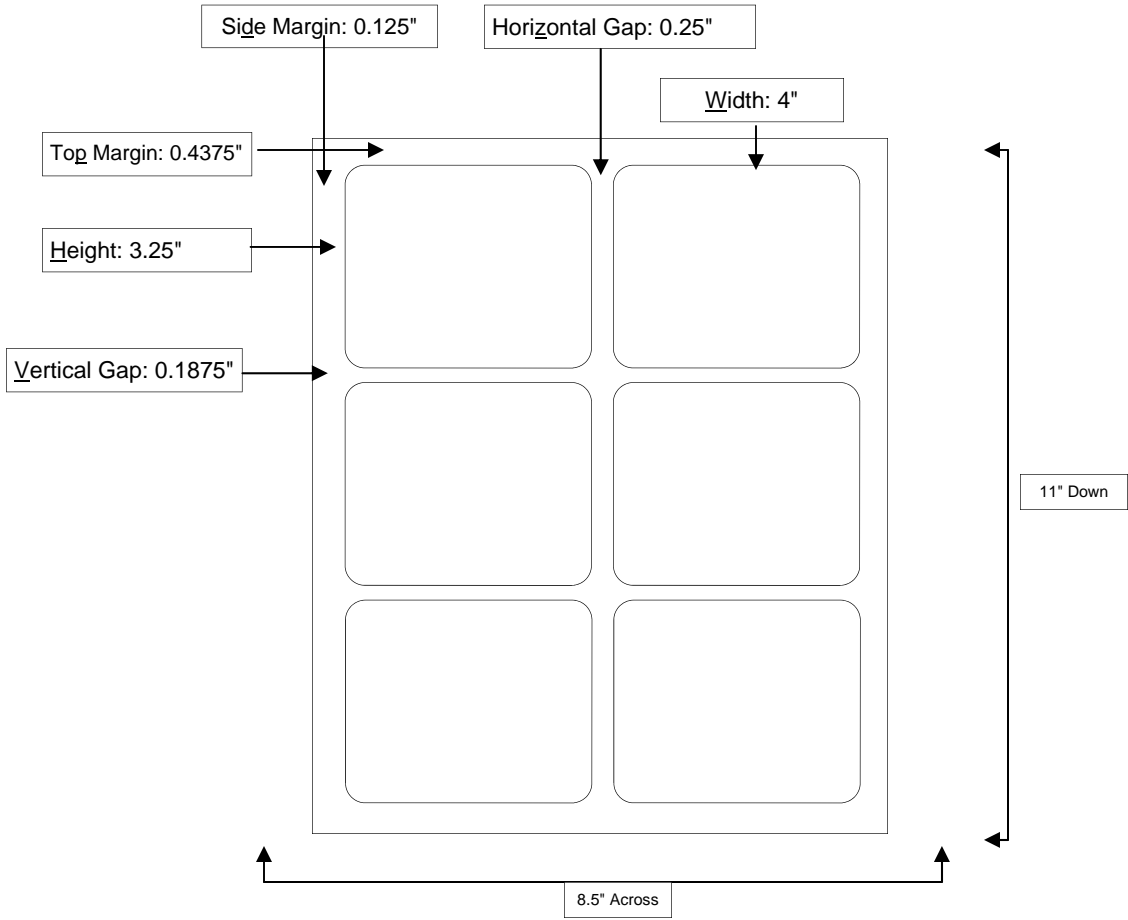 Side Margin: 0.125"
Horizontal Gap: 0.25"
Width: 4"
Top Margin: 0.4375"
Height: 3.25"
Vertical Gap: 0.1875"
11" Down
8.5" Across